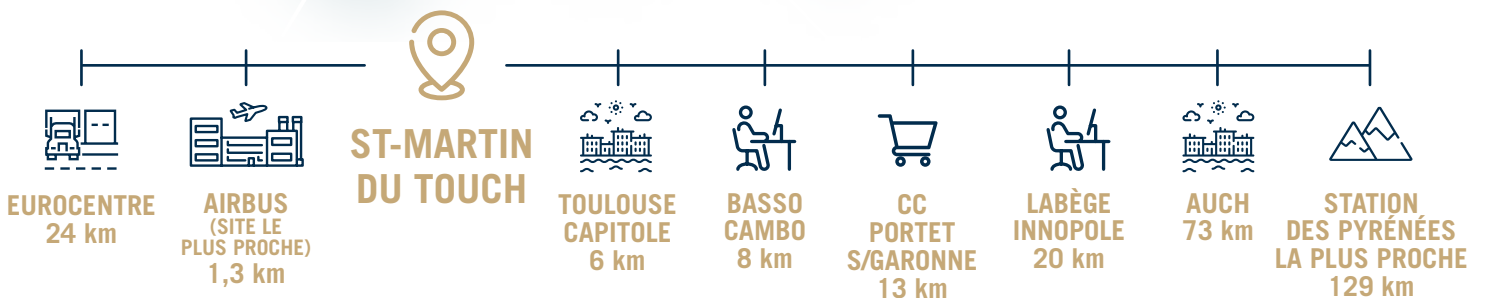 EUROCENTRE
24 km
AIRBUS
(SITE LE
PLUS PROCHE)
1,3 km
ST-MARTIN
DU TOUCH
TOULOUSE
CAPITOLE
6 km
BASSO
CAMBO
8 km
CC
PORTET
S/GARONNE
13 km
LABÈGE
INNOPOLE
20 km
AUCH
73 km
STATION
DES PYRÉNÉES
LA PLUS PROCHE
129 km